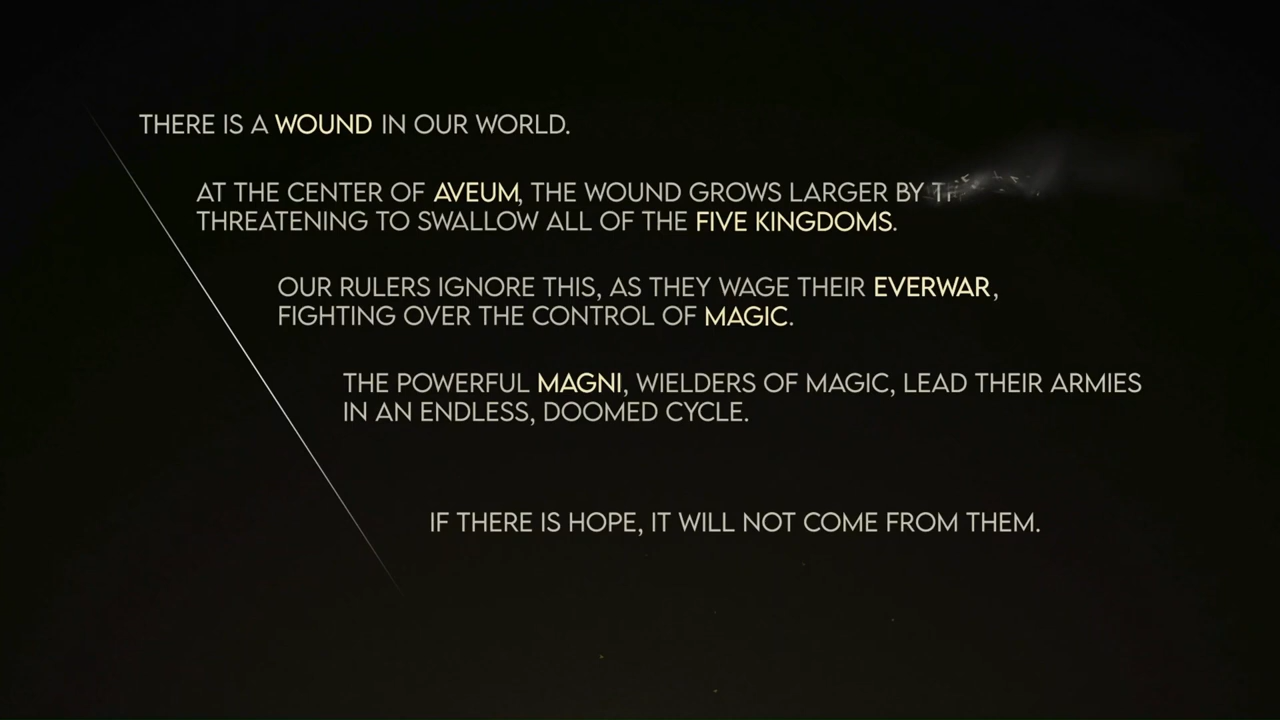 THERE IS A WOUND IN OUR WORLD.
AT THE CENTER OF AVEUM, THE WOUND GROWS LARGER BY
THREATENING TO SWALLOW ALL OF THE FIVE KINGDOMS.
OUR RULERS IGNORE THIS, AS THEY WAGE THEIR EVERWAR,
FIGHTING OVER THE CONTROL OF MAGIC.
THE POWERFUL MAGNI, WIELDERS OF MAGIC, LEAD THEIR ARMIES
IN AN ENDLESS, DOOMED CYCLE.
IF THERE IS HOPE, IT WILL NOT COME FROM THEM.